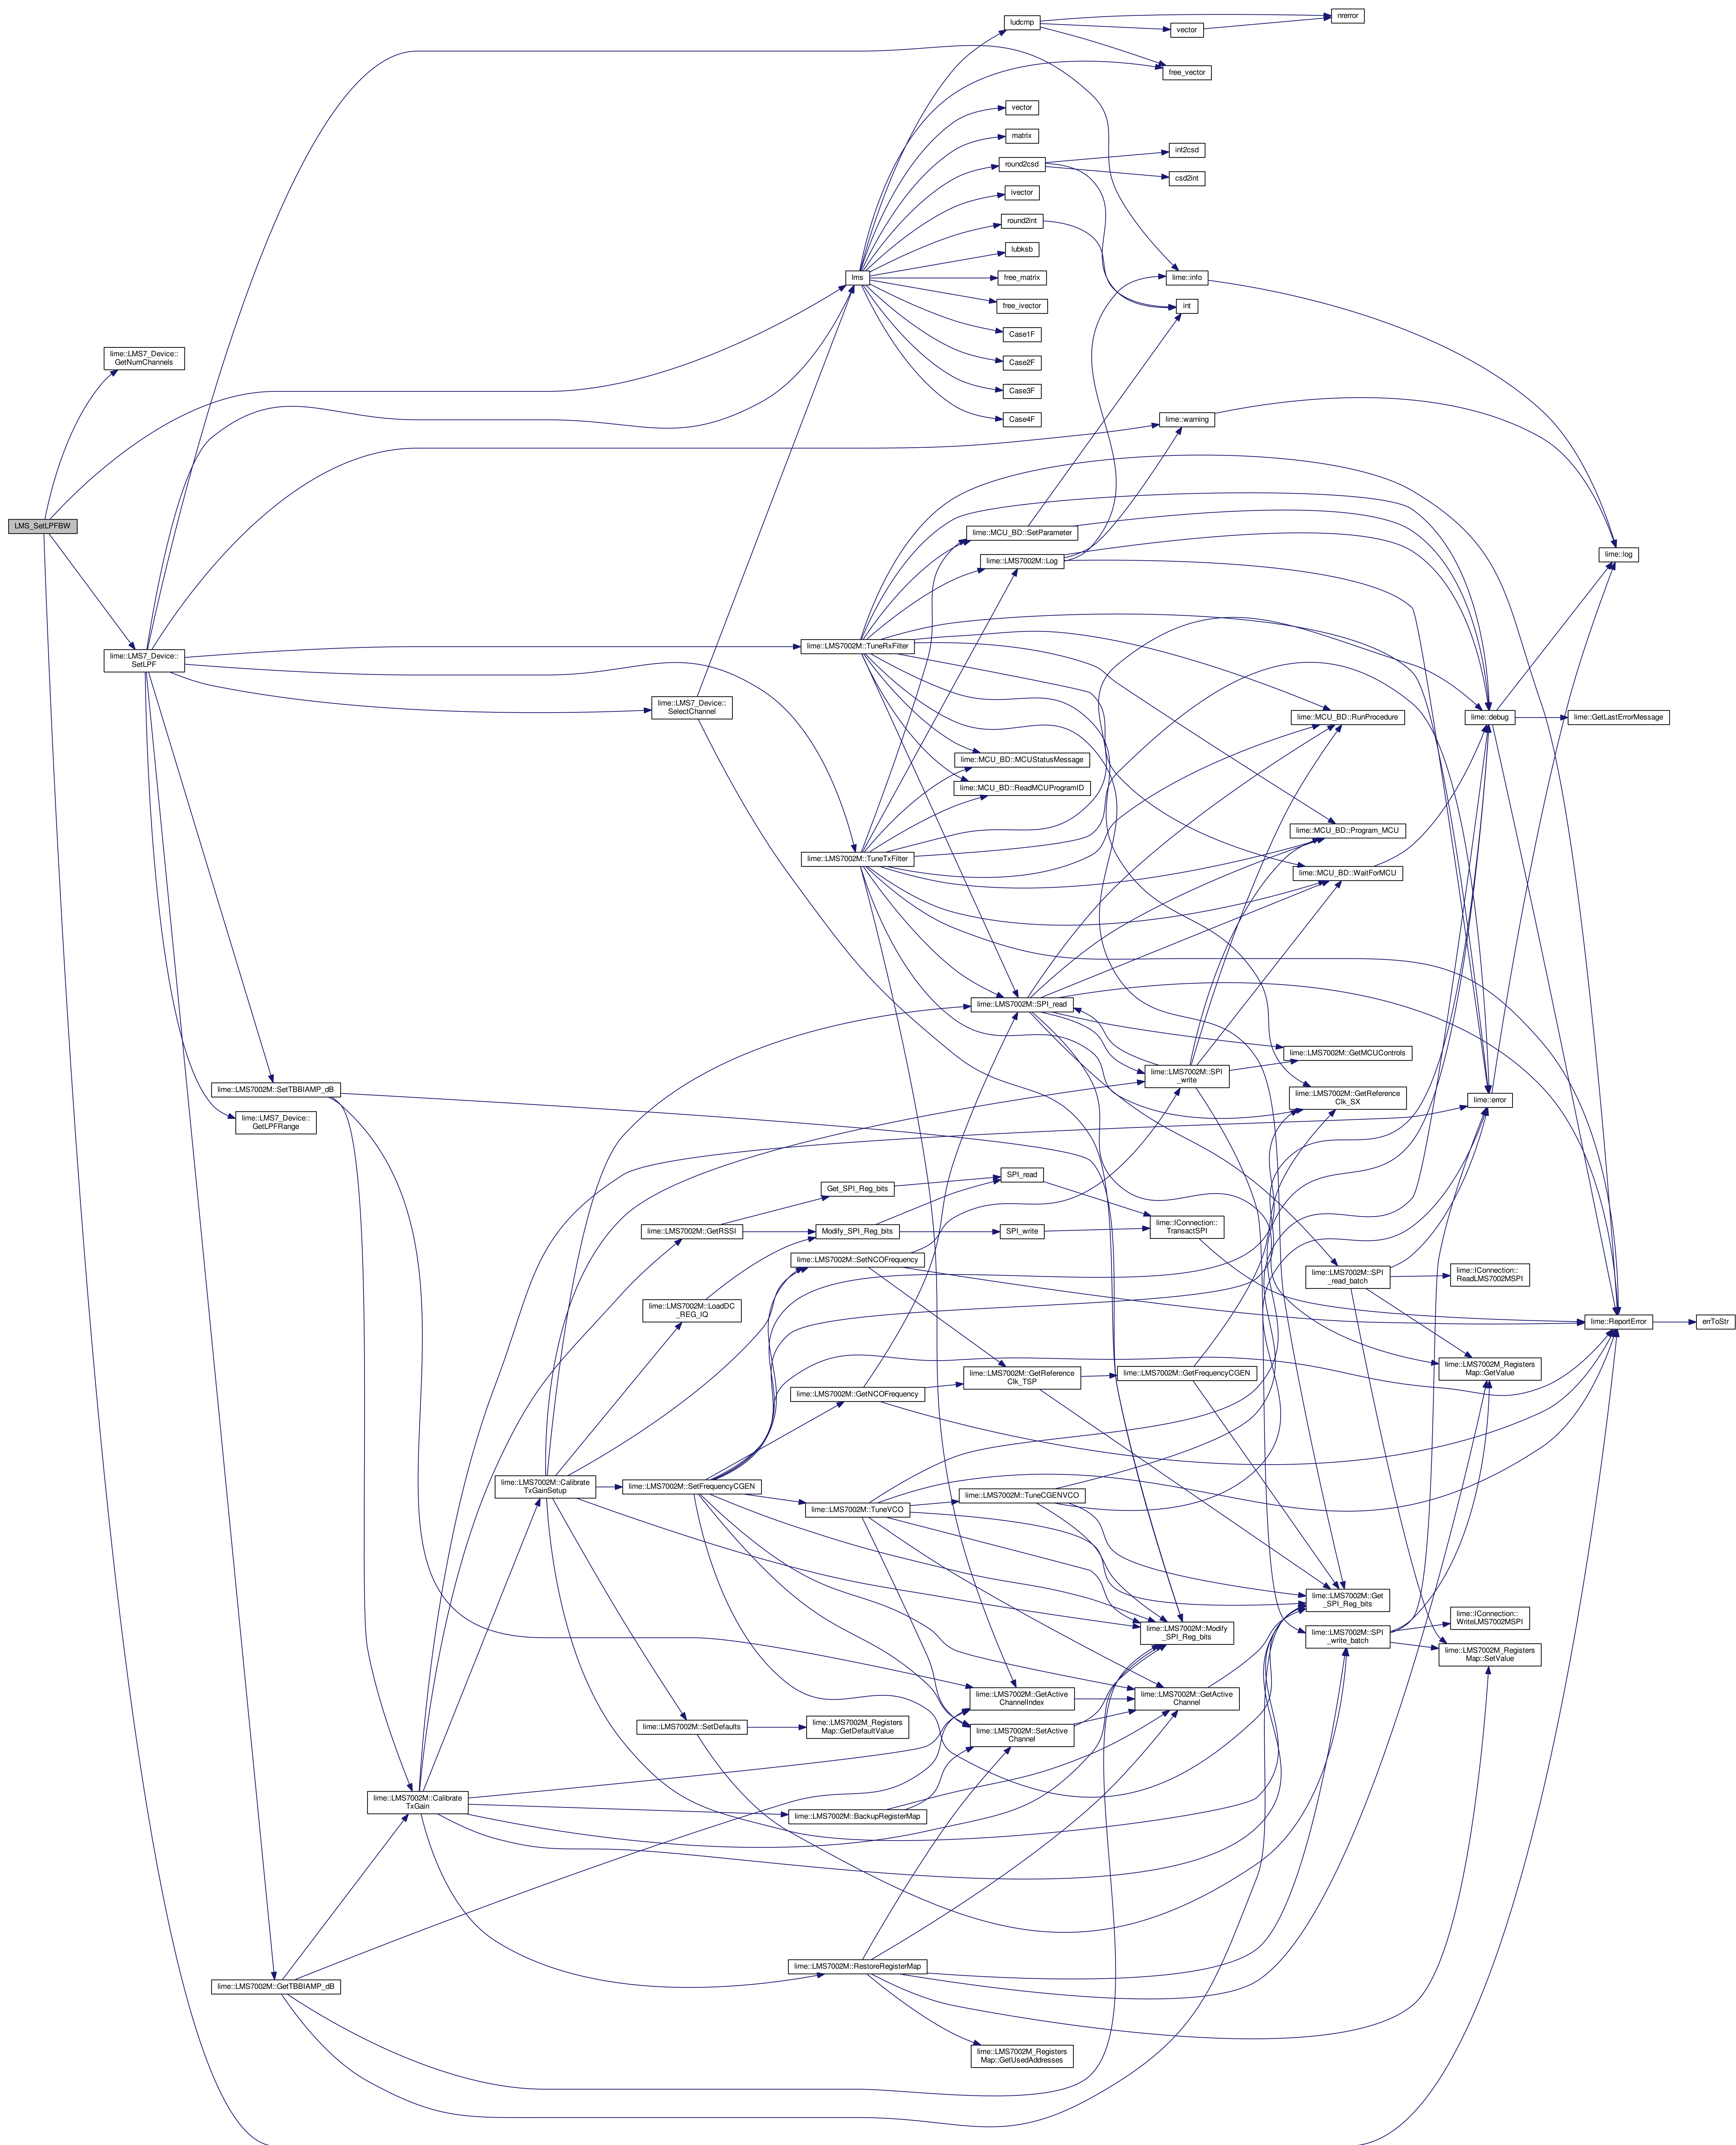 ludcmp
nrerror
vector
free_vector
vector
matrix
int2csd
round2csd
csd2int
ivector
round2int
lubksb
lms
free_matrix
lime::info
free_ivector
int
Case1F
lime::LMS7_Device::
GetNumChannels
Case2F
Case3F
Case4F
lime::warning
LMS_SetLPFBW
lime::MCU_BD::SetParameter
lime::log
lime::LMS7002M::Log
lime::LMS7_Device::
SetLPF
lime::LMS7002M::TuneRxFilter
lime::LMS7_Device::
SelectChannel
lime::MCU_BD::RunProcedure
lime::debug
lime::GetLastErrorMessage
lime::MCU_BD::MCUStatusMessage
lime::MCU_BD::ReadMCUProgramID
lime::MCU_BD::Program_MCU
lime::LMS7002M::TuneTxFilter
lime::MCU_BD::WaitForMCU
lime::LMS7002M::SPI_read
lime::LMS7002M::GetMCUControls
lime::LMS7002M::SPI
_write
lime::LMS7002M::SetTBBIAMP_dB
lime::LMS7002M::GetReference
Clk_SX
lime::error
lime::LMS7_Device::
GetLPFRange
SPI_read
Get_SPI_Reg_bits
lime::LMS7002M::GetRSSI
Modify_SPI_Reg_bits
SPI_write
lime::IConnection::
TransactSPI
lime::LMS7002M::SetNCOFrequency
lime::LMS7002M::SPI
_read_batch
lime::IConnection::
ReadLMS7002MSPI
lime::LMS7002M::LoadDC
_REG_IQ
lime::ReportError
errToStr
lime::LMS7002M_Registers
Map::GetValue
lime::LMS7002M::GetReference
Clk_TSP
lime::LMS7002M::GetFrequencyCGEN
lime::LMS7002M::GetNCOFrequency
lime::LMS7002M::Calibrate
TxGainSetup
lime::LMS7002M::SetFrequencyCGEN
lime::LMS7002M::TuneCGENVCO
lime::LMS7002M::TuneVCO
lime::LMS7002M::Get
_SPI_Reg_bits
lime::IConnection::
WriteLMS7002MSPI
lime::LMS7002M::Modify
_SPI_Reg_bits
lime::LMS7002M::SPI
_write_batch
lime::LMS7002M_Registers
Map::SetValue
lime::LMS7002M::GetActive
ChannelIndex
lime::LMS7002M::GetActive
Channel
lime::LMS7002M::SetDefaults
lime::LMS7002M_Registers
Map::GetDefaultValue
lime::LMS7002M::SetActive
Channel
lime::LMS7002M::Calibrate
TxGain
lime::LMS7002M::BackupRegisterMap
lime::LMS7002M::RestoreRegisterMap
lime::LMS7002M::GetTBBIAMP_dB
lime::LMS7002M_Registers
Map::GetUsedAddresses